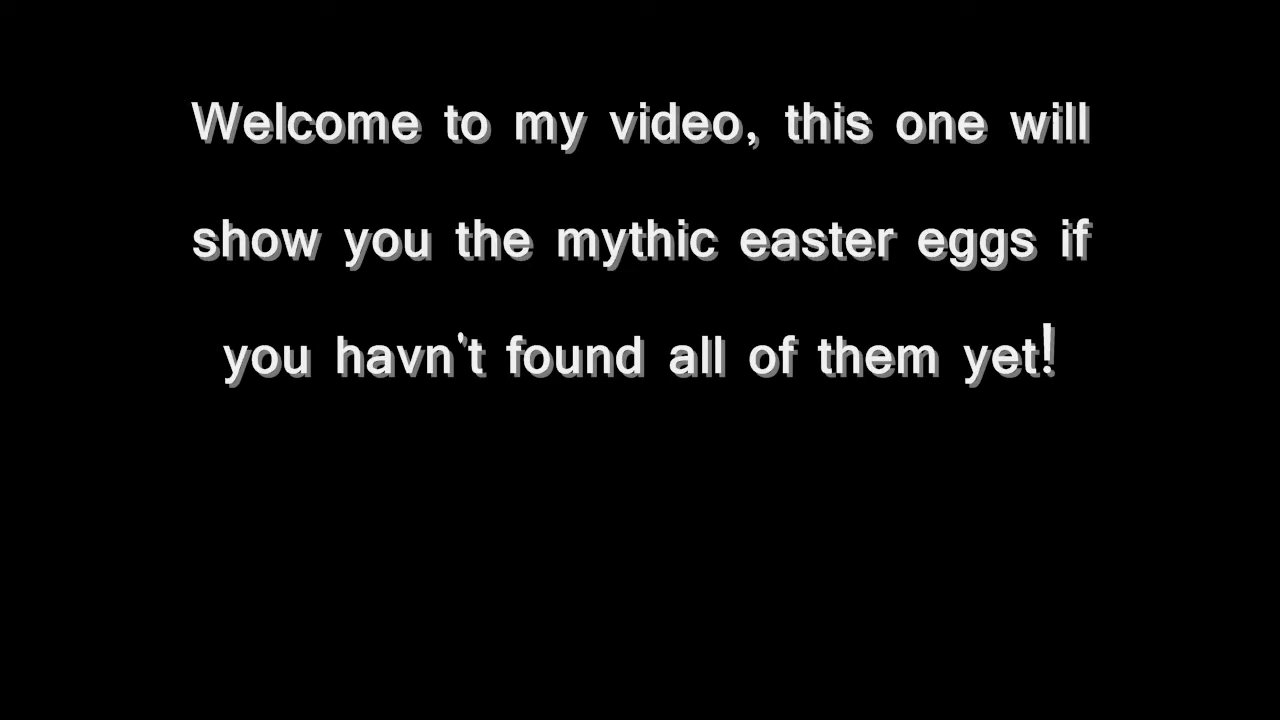 Welcome to my video, this one will
show you the mythic easter eggs if
you havn't found all of them yet!